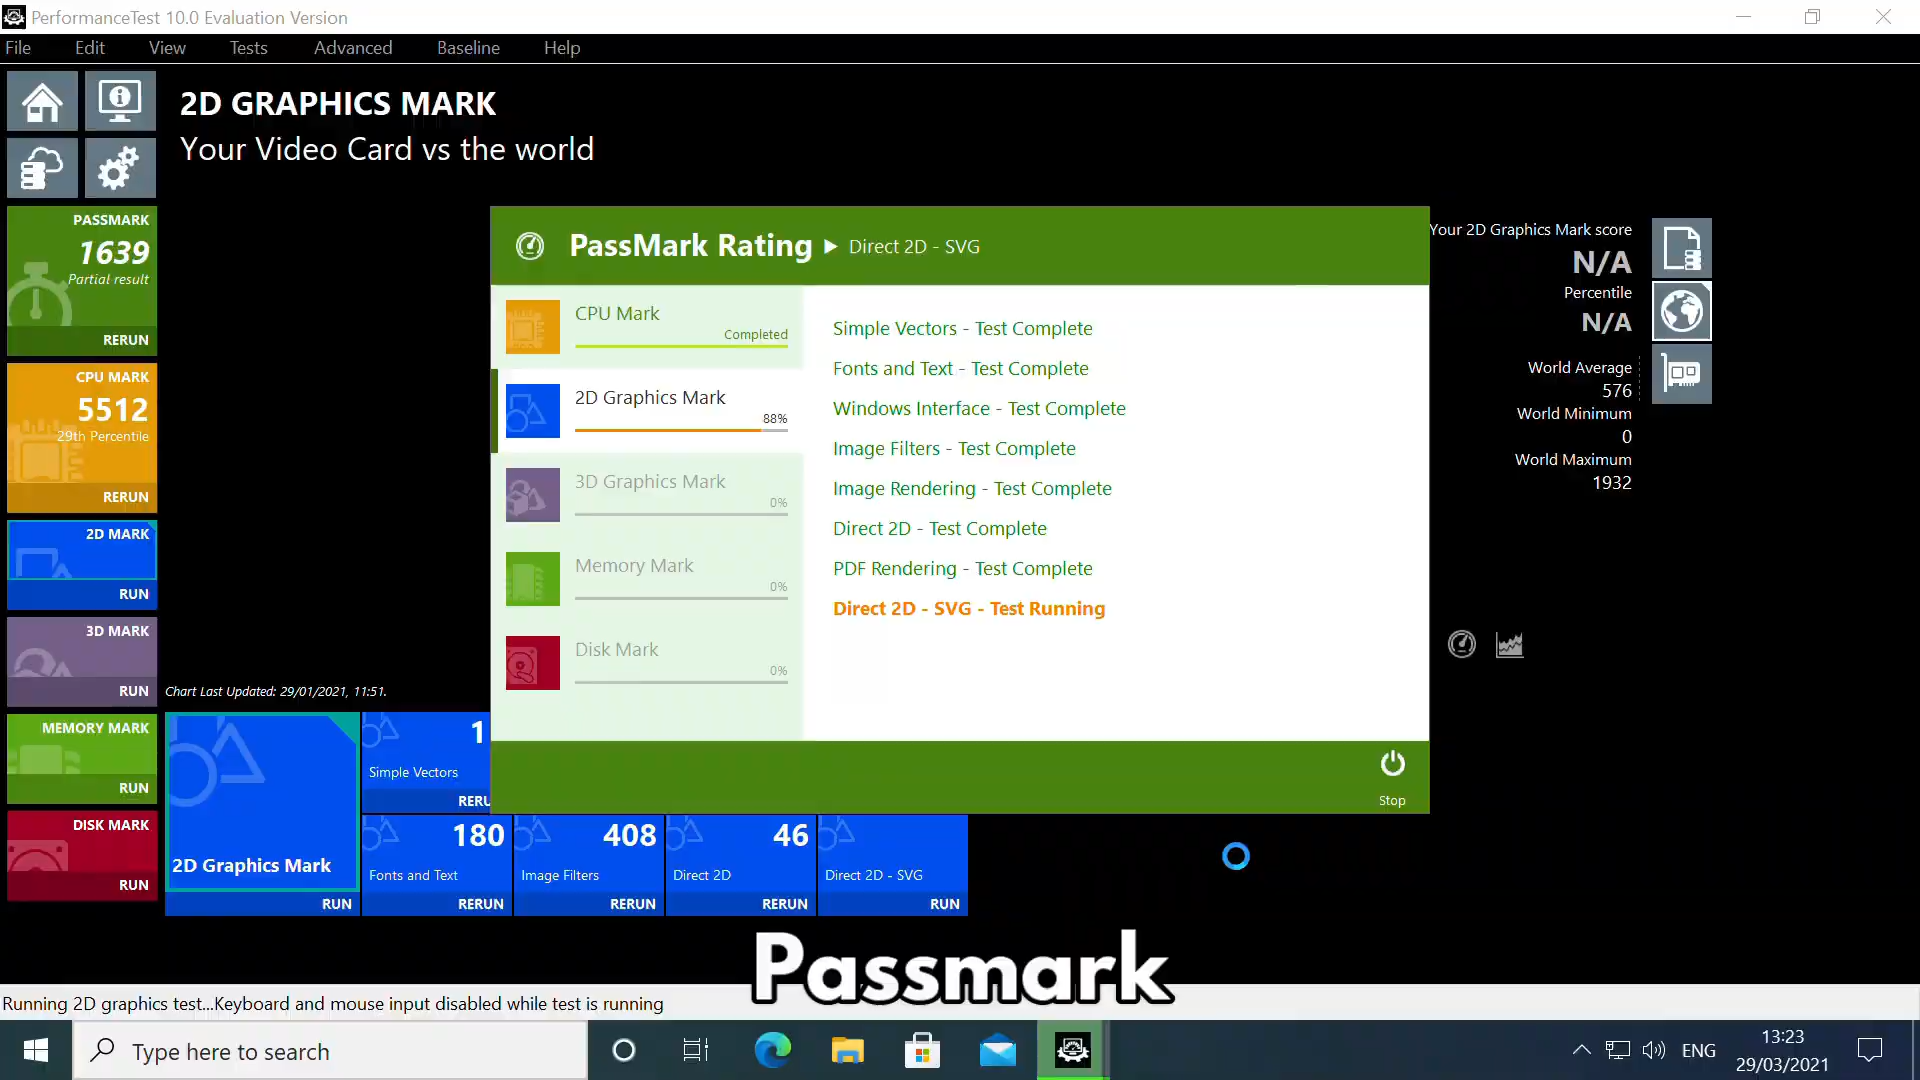 PerformanceTest 10.0 Evaluation Version
File Edit View Tests Advanced Baseline Help
2D GRAPHICS MARK
Your Video Card vs the world
PASSMARK
1639
Partial result
RERUN
CPU MARK
5512
29th Percentile
RERUN
2D MARK
RUN
3D MARK
RUN
MEMORY MARK
RUN
DISK MARK
RUN
PassMark Rating ▶ Direct 2D - SVG
CPU Mark
Completed
2D Graphics Mark
88%
3D Graphics Mark
0%
Memory Mark
0%
Disk Mark
0%
Simple Vectors - Test Complete
Fonts and Text - Test Complete
Windows Interface - Test Complete
Image Filters - Test Complete
Image Rendering - Test Complete
Direct 2D - Test Complete
PDF Rendering - Test Complete
Direct 2D - SVG - Test Running
Stop
Your 2D Graphics Mark score
N/A
Percentile
N/A
World Average
576
World Minimum
0
World Maximum
1932
Chart Last Updated: 29/01/2021, 11:51.
2D Graphics Mark
RUN
1
Simple Vectors
RERU
180
Fonts and Text
RERUN
408
Image Filters
RERUN
46
Direct 2D
RERUN
Direct 2D - SVG
RUN
Passmark
Running 2D graphics test...Keyboard and mouse input disabled while test is running
Type here to search
ENG
13:23
29/03/2021